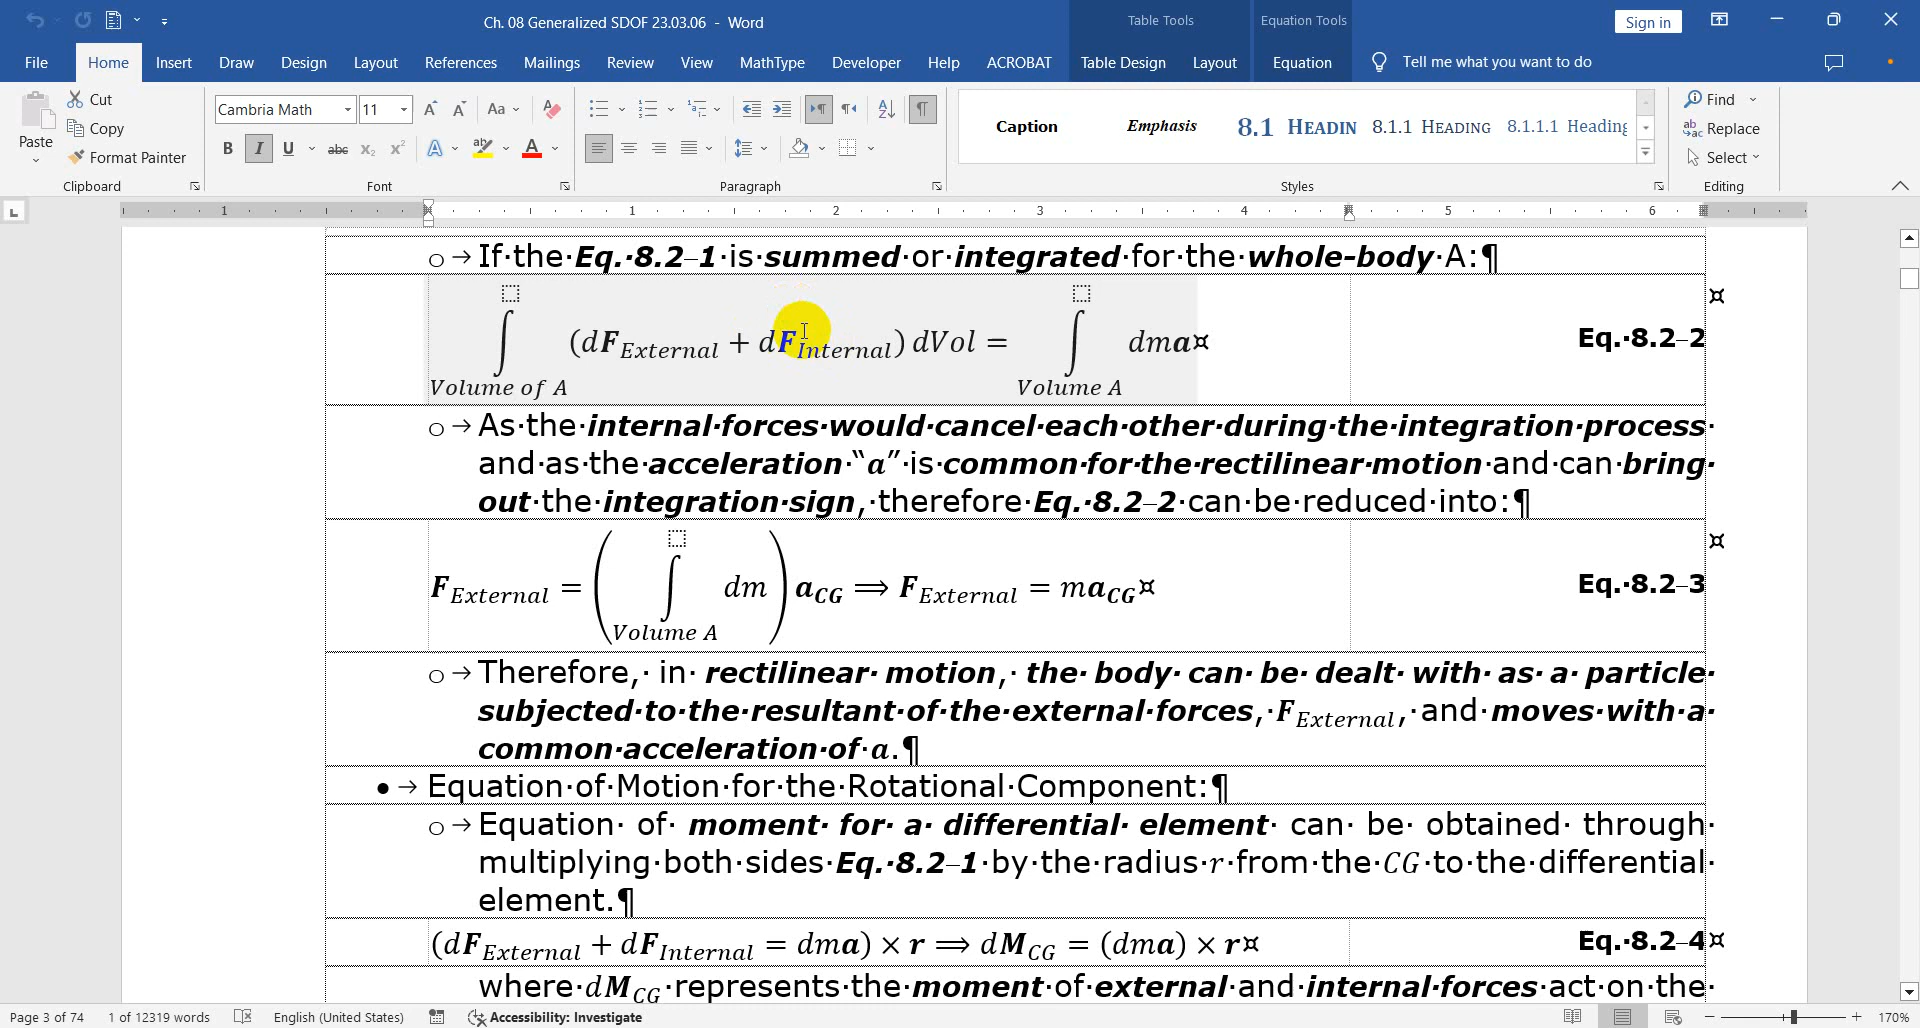 Ch. 08 Generalized SDOF 23.03.06 - Word
Table Tools
Equation Tools
Sign in
File Home Insert Draw Design Layout References Mailings Review View MathType Developer Help ACROBAT Table Design Layout Equation Tell me what you want to do
Paste
Cut
Copy
Format Painter
Clipboard
Cambria Math 11
Font
Paragraph
Caption Emphasis 8.1 HEADIN 8.1.1 HEADING 8.1.1.1 Heading
Styles
Find
Replace
Select
Editing
1 1 2 3 4 5 6
o→If·the·Eq.·8.2–1·is·summed·or·integrated·for·the·whole-body·A:¶
∫ Volume of A (dF_External + dF_Internal) dVol = ∫ Volume A dma¤ Eq.·8.2–2 ¤
o→As·the·internal·forces·would·cancel·each·other·during·the·integration·process·
and·as·the·acceleration·“a”·is·common·for·the·rectilinear·motion·and·can·bring·
out·the·integration·sign,·therefore·Eq.·8.2–2·can·be·reduced·into:¶
F_External = (∫ Volume A dm) a_CG ⟹ F_External = ma_CG¤ Eq.·8.2–3 ¤
o→Therefore,· in· rectilinear· motion,· the· body· can· be· dealt· with· as· a· particle·
subjected·to·the·resultant·of·the·external·forces,·F_External,·and·moves·with·a·
common·acceleration·of·a.¶
•→Equation·of·Motion·for·the·Rotational·Component:¶
o→Equation· of· moment· for· a· differential· element· can· be· obtained· through·
multiplying·both·sides·Eq.·8.2–1·by·the·radius·r·from·the·CG·to·the·differential·
element.¶
(dF_External + dF_Internal = dma) × r ⟹ dM_CG = (dma) × r¤ Eq.·8.2–4 ¤
where·dM_CG·represents·the·moment·of·external·and·internal·forces·act·on·the·
Page 3 of 74 1 of 12319 words English (United States) Accessibility: Investigate 170%